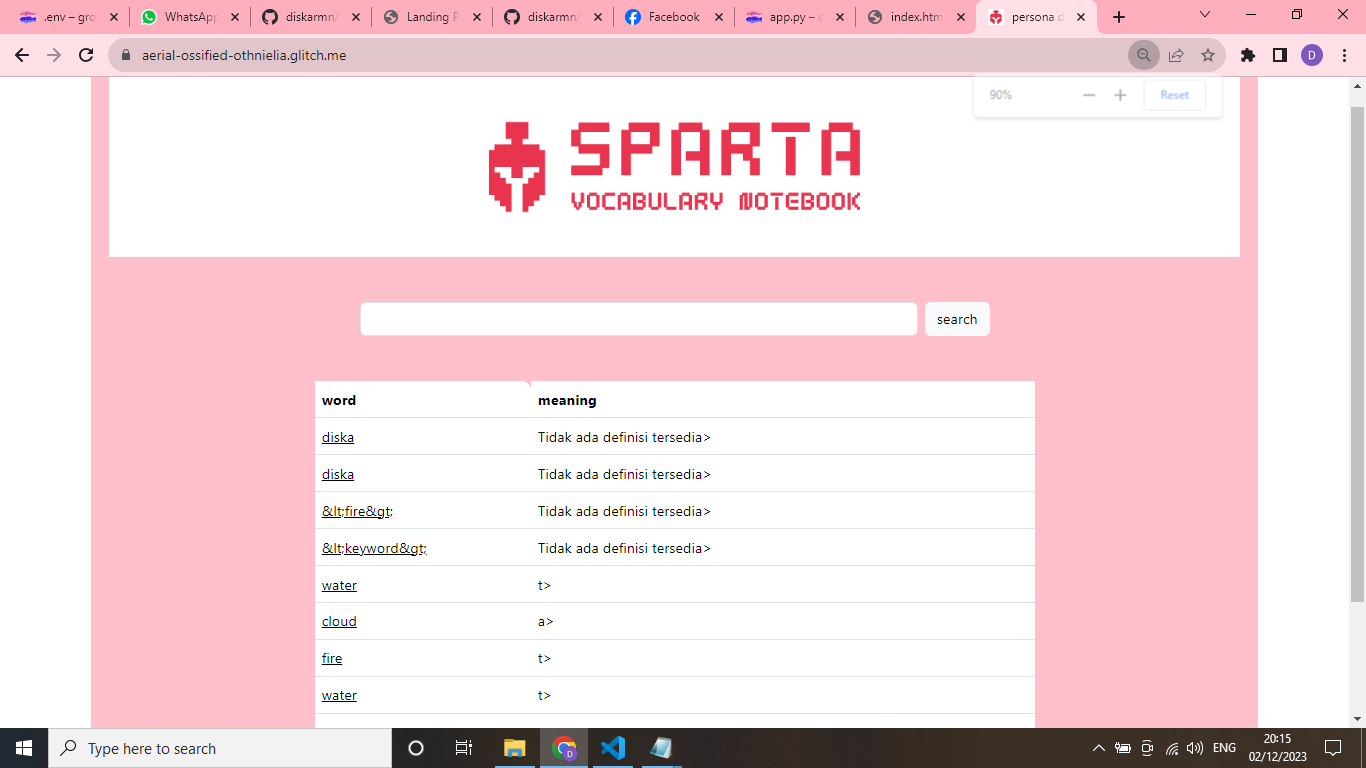 .env – gro
WhatsApp
diskarmn/
Landing P
diskarmn/
Facebook
app.py – c
index.htm
persona d
aerial-ossified-othnielia.glitch.me
D
90%
Reset
SPARTA
VOCABULARY NOTEBOOK
search
word meaning
diska Tidak ada definisi tersedia>
diska Tidak ada definisi tersedia>
&lt;fire&gt; Tidak ada definisi tersedia>
&lt;keyword&gt; Tidak ada definisi tersedia>
water t>
cloud a>
fire t>
water t>
Type here to search
D
ENG
20:15
02/12/2023